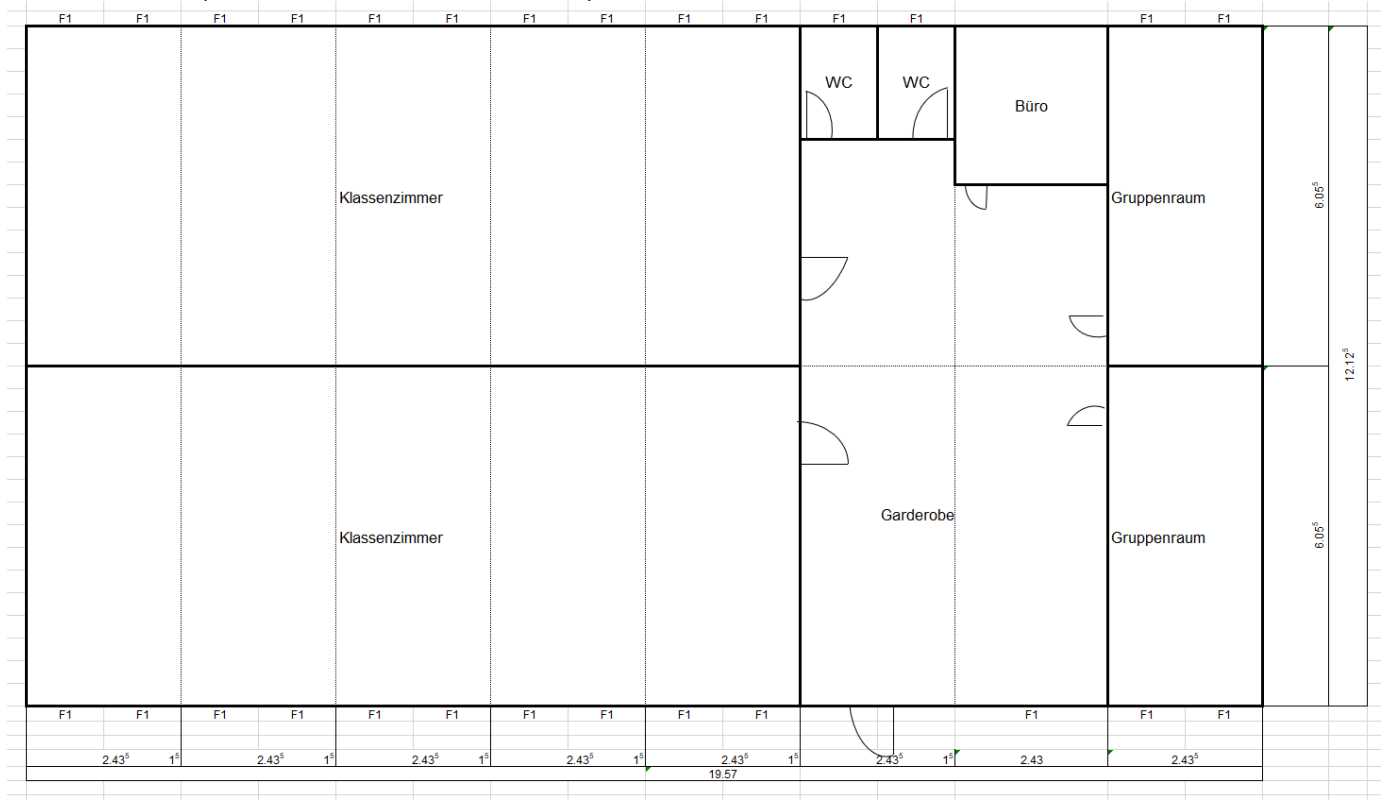 F1 F1 F1 F1 F1 F1 F1 F1 F1 F1 F1 F1 F1 F1
WC WC
Büro
Klassenzimmer
Gruppenraum
6.05⁵
12.12⁵
Garderobe
Klassenzimmer
Gruppenraum
6.05⁵
F1 F1 F1 F1 F1 F1 F1 F1 F1 F1 F1 F1 F1
2.43⁵ 1⁵ 2.43⁵ 1⁵ 2.43⁵ 1⁵ 2.43⁵ 1⁵ 2.43⁵ 1⁵ 2.43⁵ 1⁵ 2.43 2.43⁵
19.57